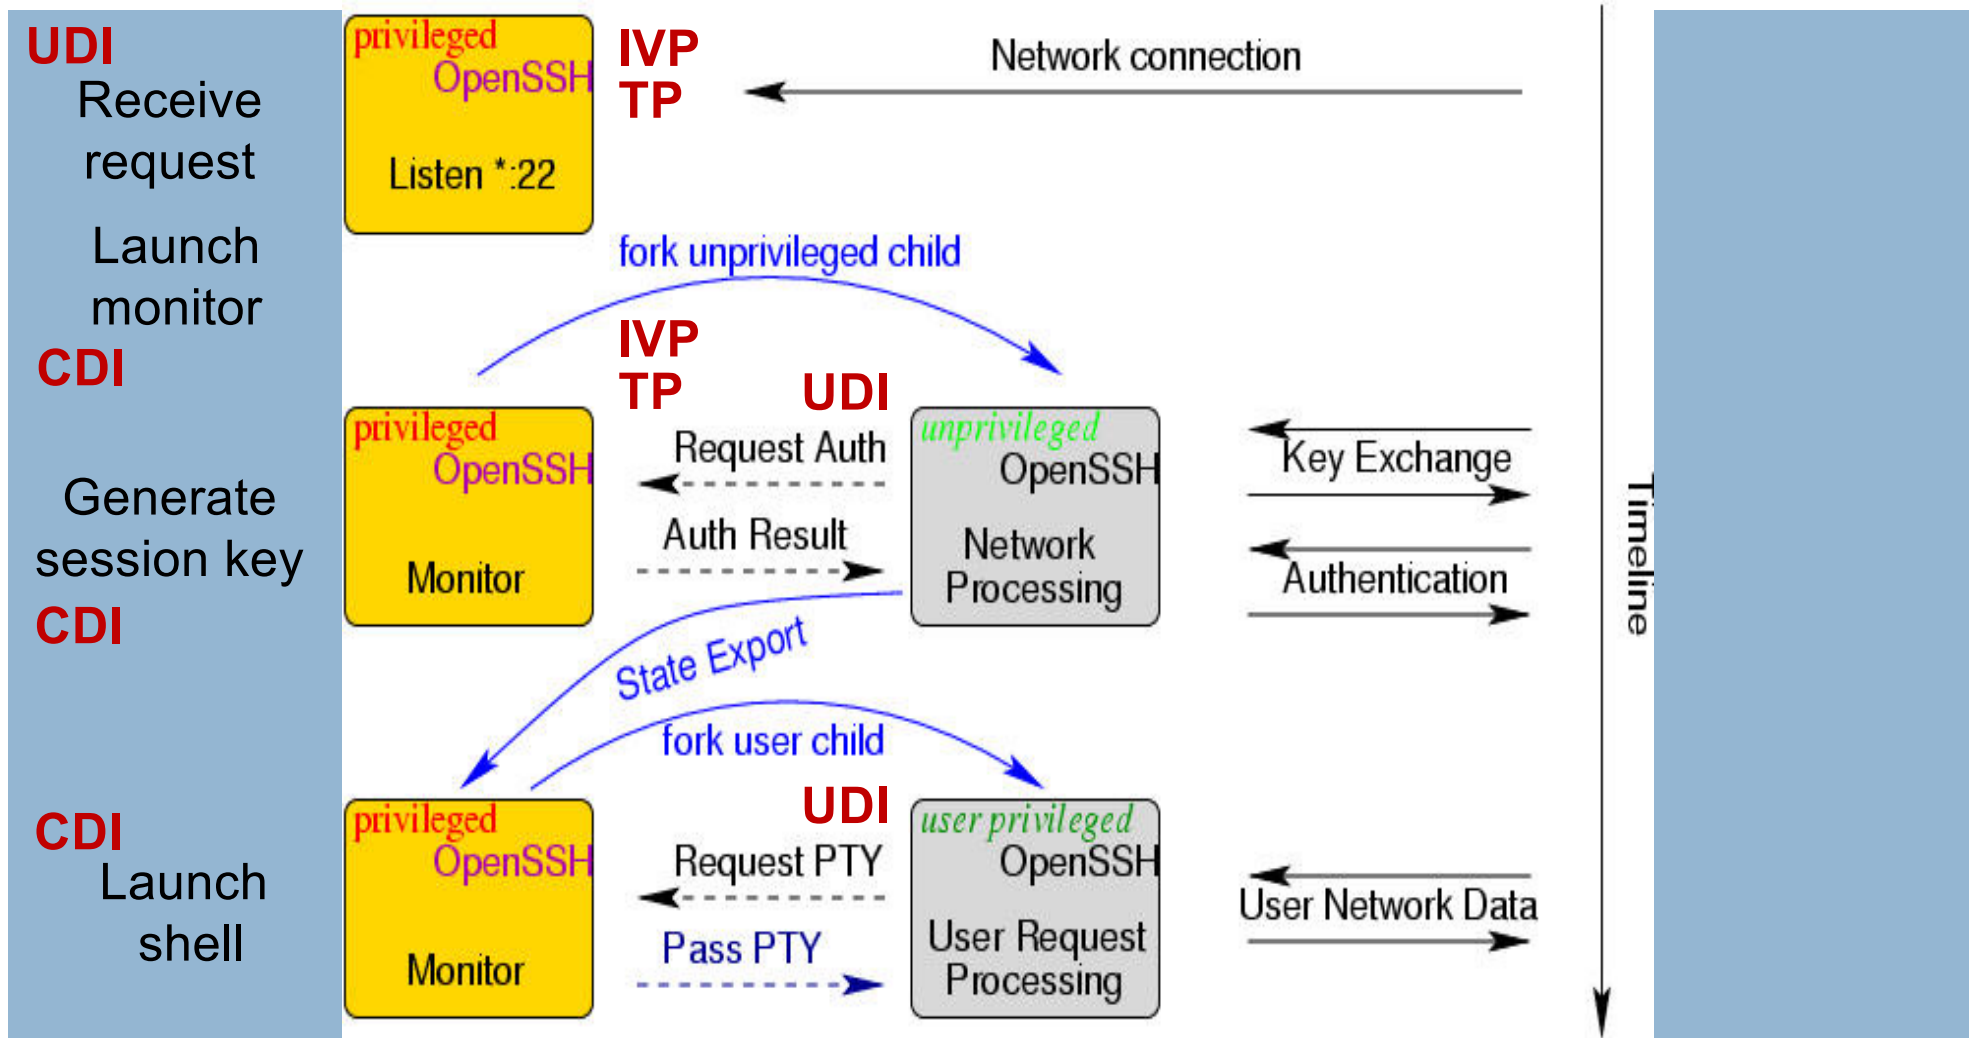 UDI
Receive
request
Launch
monitor
CDI
Generate
session key
CDI
CDI
Launch
shell
privileged
OpenSSH
Listen *:22
IVP
TP
Network connection
fork unprivileged child
IVP
TP
UDI
privileged
OpenSSH
Monitor
Request Auth
Auth Result
unprivileged
OpenSSH
Network
Processing
Key Exchange
Authentication
State Export
fork user child
UDI
privileged
OpenSSH
Monitor
Request PTY
Pass PTY
user privileged
OpenSSH
User Request
Processing
User Network Data
Timeline